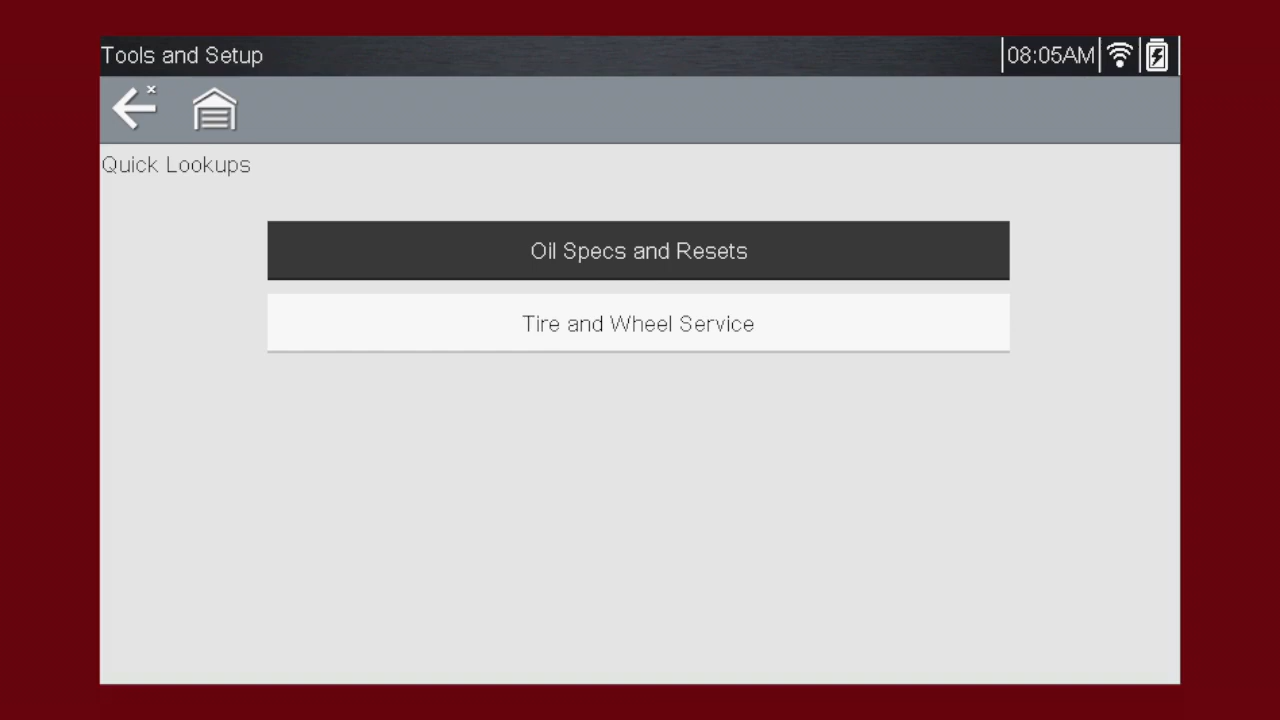 Tools and Setup
08:05AM
Quick Lookups
Oil Specs and Resets
Tire and Wheel Service